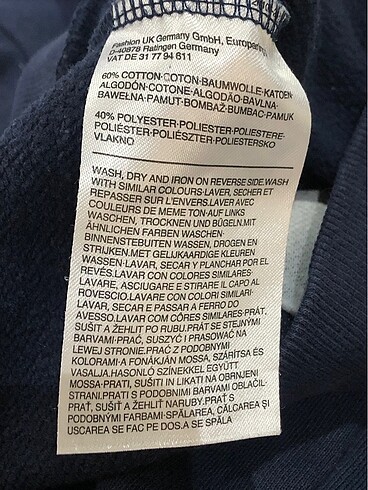 Fashion UK Germany GmbH, Europaring
D-40878 Ratingen Germany
VAT DE 31 77 94 611
60% COTTON·COTON·BAUMWOLLE·KATOEN·
ALGODÓN·COTONE·ALGODÃO·BAVLNA·
BAWEŁNA·PAMUT·BOMBAŽ·BUMBAC·PAMUK
40% POLYESTER·POLIESTER·POLIESTERE·
POLIÉSTER·POLIÉSZTER·POLIESTERSKO
VLAKNO
WASH, DRY AND IRON ON REVERSE SIDE.WASH
WITH SIMILAR COLOURS·LAVER, SECHER ET
REPASSER SUR L'ENVERS.LAVER AVEC
COULEURS DE MEME TON·AUF LINKS
WASCHEN, TROCKNEN UND BÜGELN.MIT
ÄHNLICHEN FARBEN WASCHEN·
BINNENSTEBUITEN WASSEN, DROGEN EN
STRIJKEN.MET GELIJKAARDIGE KLEUREN
WASSEN·LAVAR, SECAR Y PLANCHAR POR EL
REVÉS.LAVAR CON COLORES SIMILARES·
LAVARE, ASCIUGARE E STIRARE IL CAPO AL
ROVESCIO.LAVARE CON COLORI SIMILARI·
LAVAR, SECAR E PASSAR A FERRO DO
AVESSO.LAVAR COM CÔRES SIMILARES·PRÁT,
SUŠIT A ŽEHLIT PO RUBU.PRÁT SE STEJNÝMI
BARVAMI·PRAĆ, SUSZYĆ I PRASOWAĆ NA
LEWEJ STRONIE.PRAĆ Z PODOBNYMI
KOLORAMI·A FONÁKJÁN MOSSA, SZÁRÍTSA ÉS
VASALJA.HASONLÓ SZÍNEKKEL EGYÜTT
MOSSA·PRATI, SUŠITI IN LIKATI NA OBRNJENI
STRANI.PRATI S PODOBNIMI BARVAMI OBLAČIL·
PRAŤ, SUŠIŤ A ŽEHLIŤ NARUBY.PRAŤ S
PODOBNÝMI FARBAMI·SPĂLAREA, CĂLCAREA ŞI
USCAREA SE FAC PE DOS.A SE SPĂLA